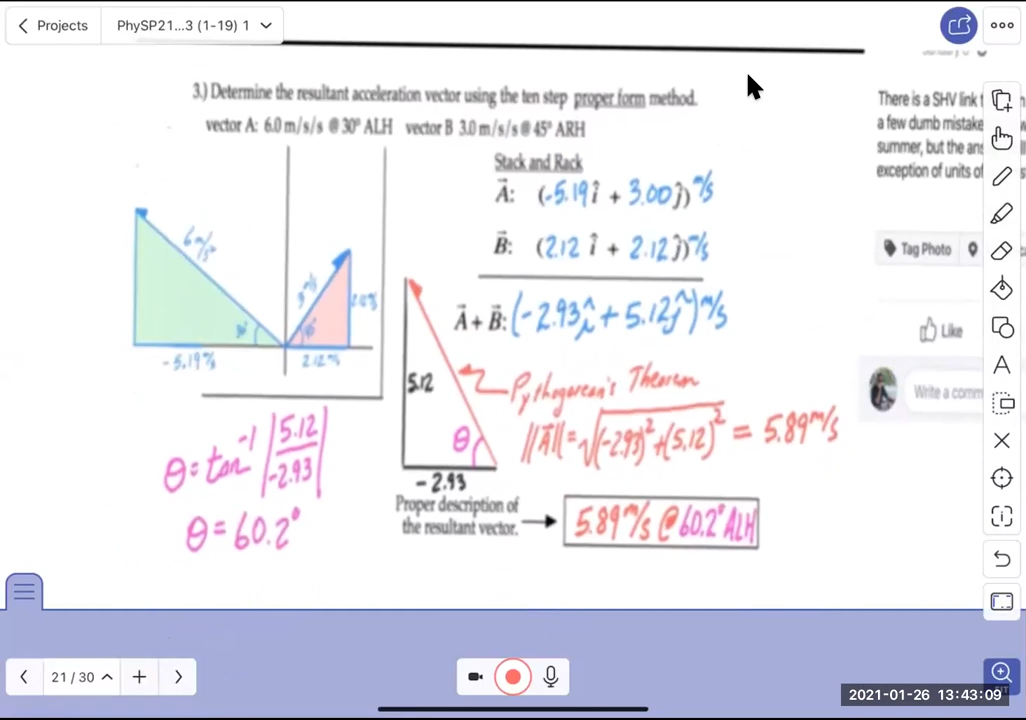 Projects
PhySP21...3 (1-19) 1
3.) Determine the resultant acceleration vector using the ten step proper form method.
vector A: 6.0 m/s/s @ 30° ALH vector B 3.0 m/s/s @ 45° ARH
There is a SHV link
a few dumb mistake
summer, but the an
exception of units o
Stack and Rack
A⃗: (-5.19 î + 3.00 ĵ) m/s
B⃗: (2.12 î + 2.12 ĵ) m/s
A⃗ + B⃗: (-2.93 î + 5.12 ĵ) m/s
-5.19 m/s
2.12 m/s
Tag Photo
Like
Write a comm
5.12
Pythagorean's Theorem
||A⃗|| = √(-2.93)² + (5.12)² = 5.89 m/s
θ
-2.93
θ = tan⁻¹ |5.12/-2.93|
θ = 60.2°
Proper description of
the resultant vector.
5.89 m/s @ 60.2° ALH
21 / 30
2021-01-26 13:43:09